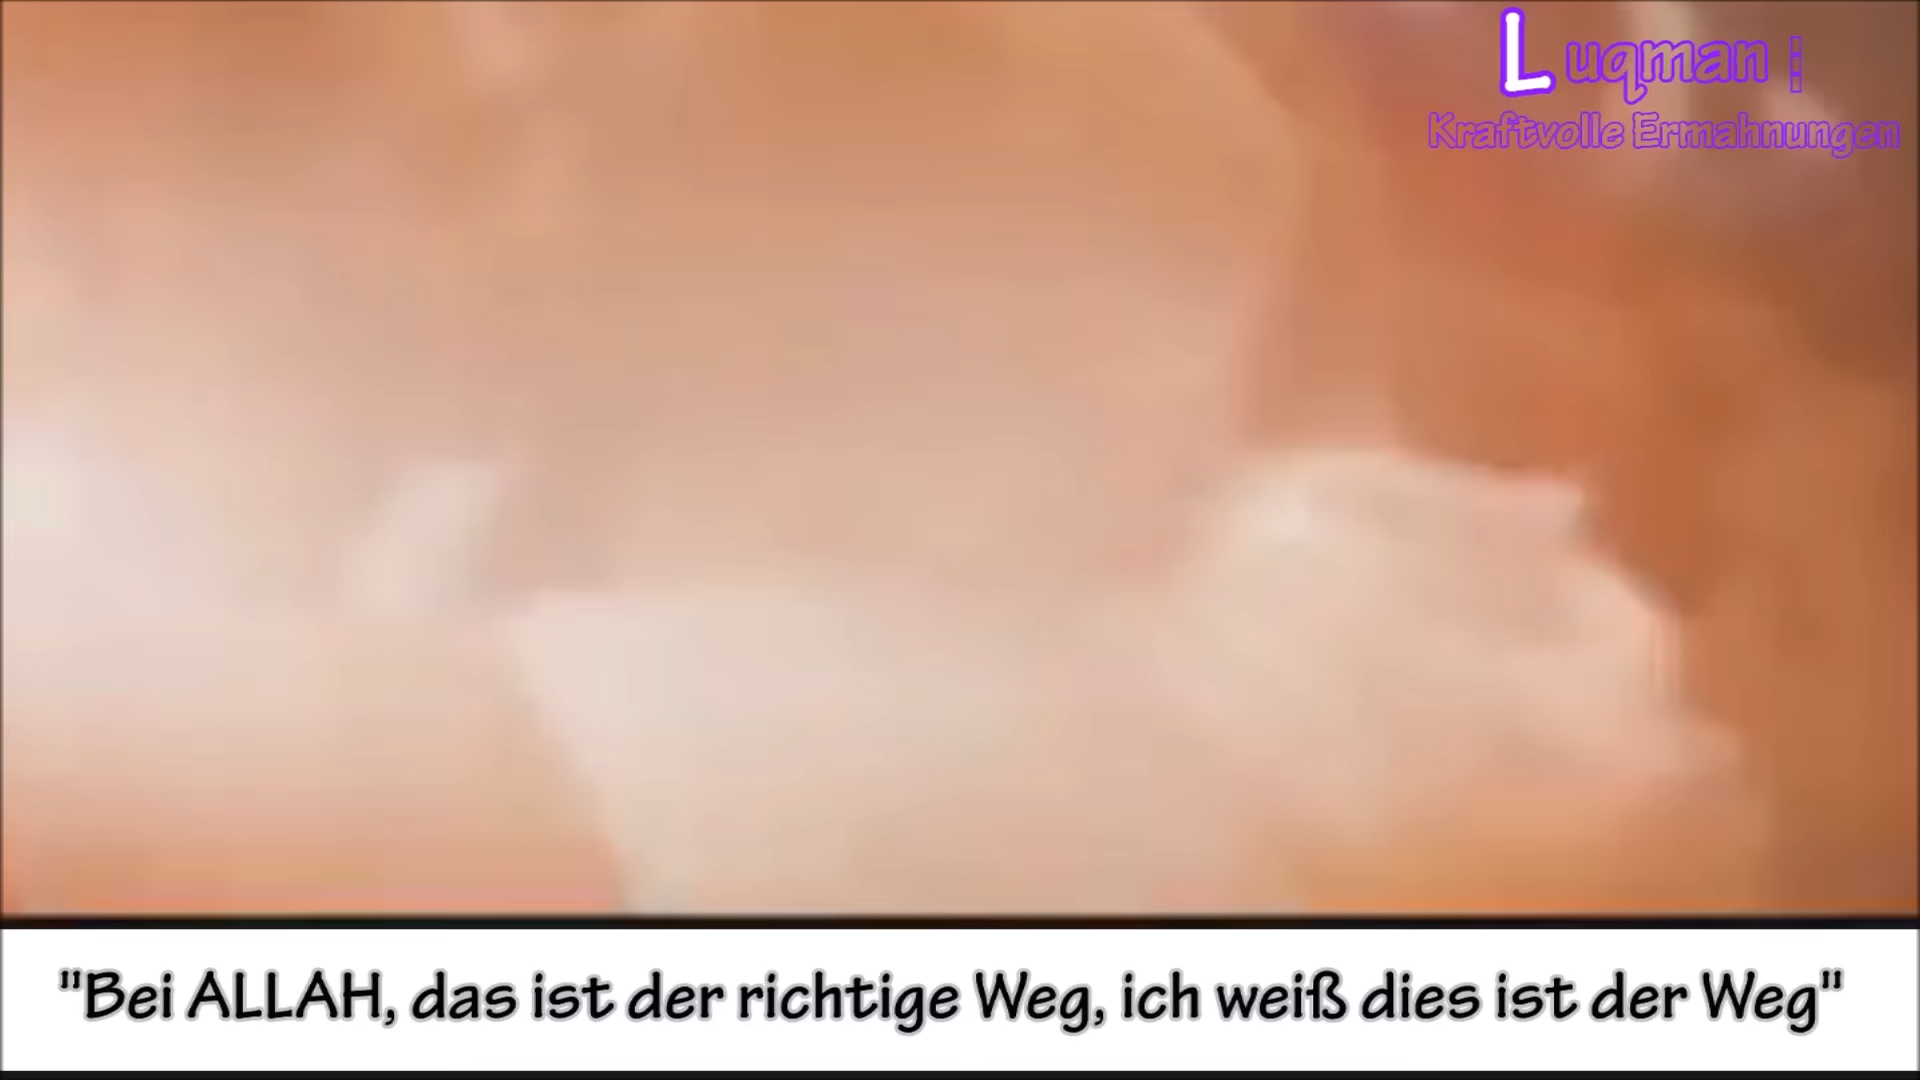 Luqman
Kraftvolle Ermahnungen
"Bei ALLAH, das ist der richtige Weg, ich weiß dies ist der Weg"